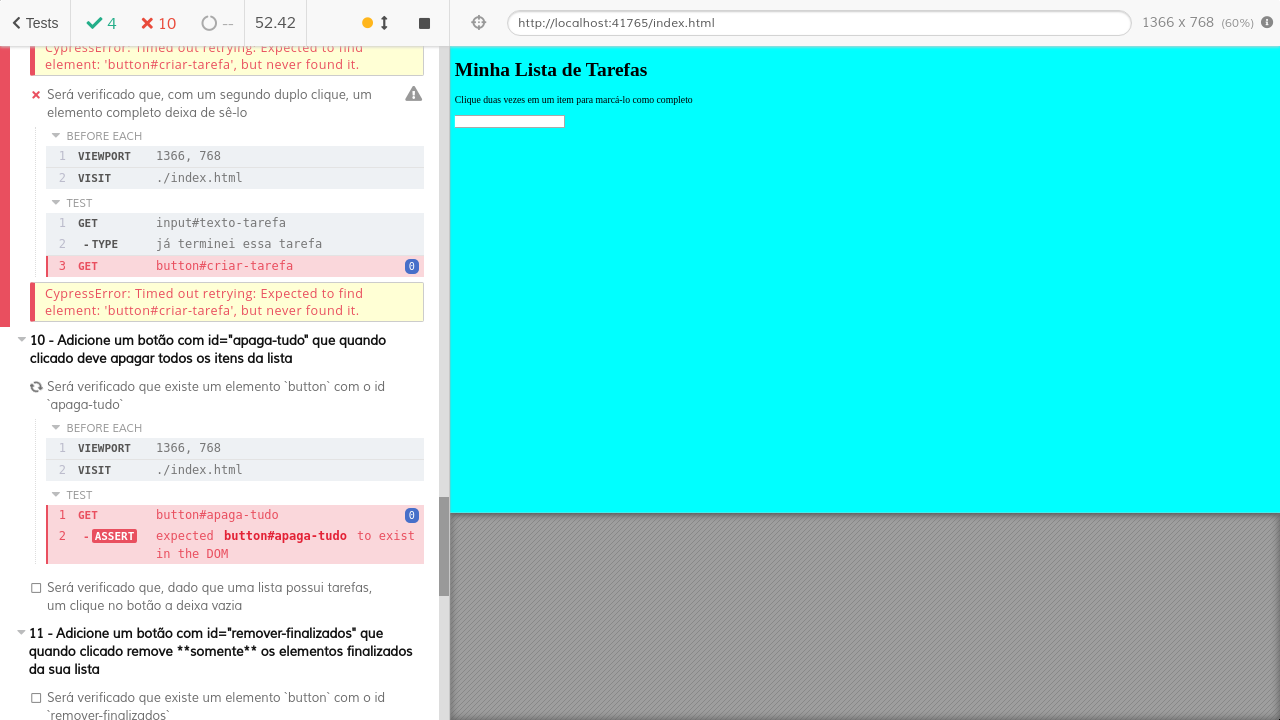 Tests
4
10
--
52.42
http://localhost:41765/index.html
1366 x 768 (60%)
CypressError: Timed out retrying: Expected to find
element: 'button#criar-tarefa', but never found it.
Será verificado que, com um segundo duplo clique, um
elemento completo deixa de sê-lo
BEFORE EACH
1 VIEWPORT 1366, 768
2 VISIT ./index.html
TEST
1 GET input#texto-tarefa
2 -TYPE já terminei essa tarefa
3 GET button#criar-tarefa 0
CypressError: Timed out retrying: Expected to find
element: 'button#criar-tarefa', but never found it.
10 - Adicione um botão com id="apaga-tudo" que quando
clicado deve apagar todos os itens da lista
Será verificado que existe um elemento `button` com o id
`apaga-tudo`
BEFORE EACH
1 VIEWPORT 1366, 768
2 VISIT ./index.html
TEST
1 GET button#apaga-tudo 0
2 -ASSERT expected button#apaga-tudo to exist
in the DOM
Será verificado que, dado que uma lista possui tarefas,
um clique no botão a deixa vazia
11 - Adicione um botão com id="remover-finalizados" que
quando clicado remove **somente** os elementos finalizados
da sua lista
Será verificado que existe um elemento `button` com o id
`remover-finalizados`
Minha Lista de Tarefas
Clique duas vezes em um item para marcá-lo como completo